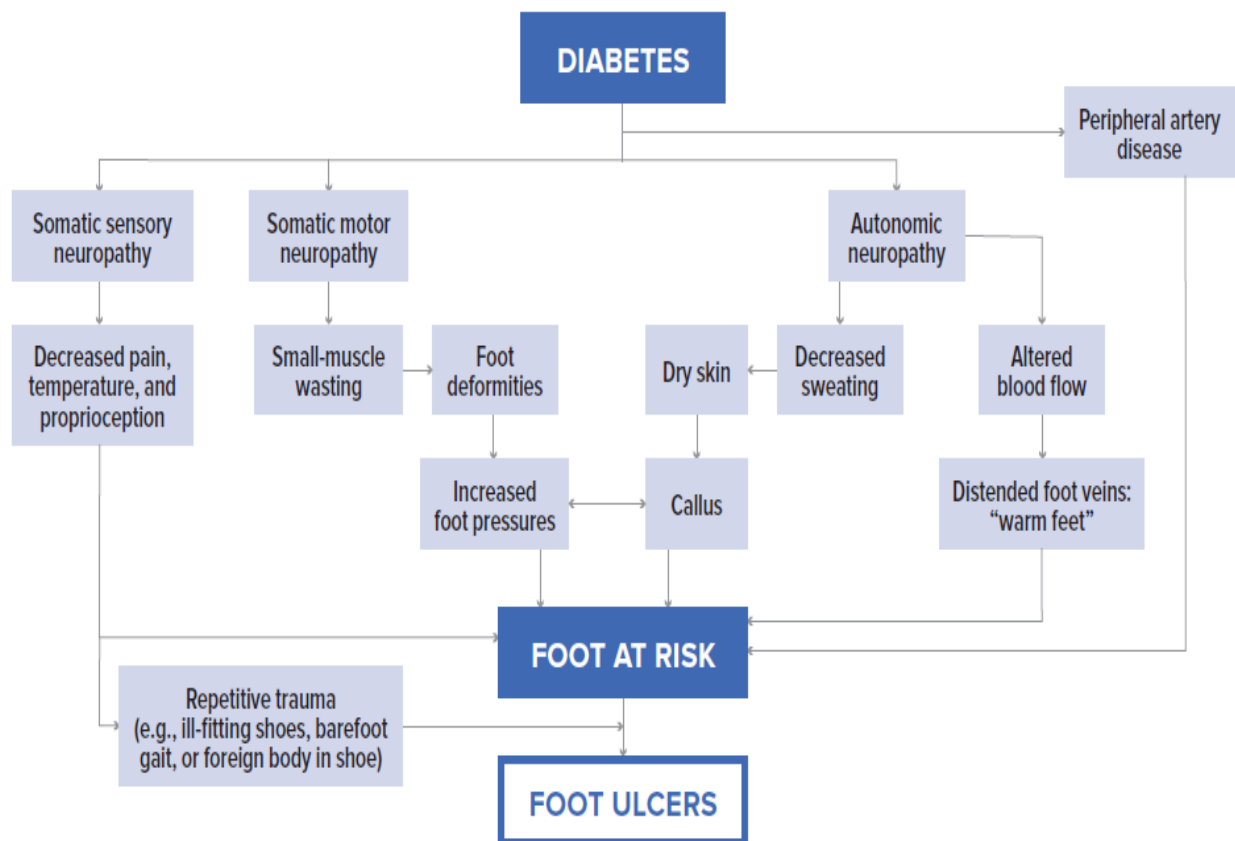 DIABETES
Peripheral artery
disease
Somatic sensory
neuropathy
Somatic motor
neuropathy
Autonomic
neuropathy
Decreased pain,
temperature, and
proprioception
Small-muscle
wasting
Foot
deformities
Dry skin
Decreased
sweating
Altered
blood flow
Increased
foot pressures
Callus
Distended foot veins:
“warm feet”
FOOT AT RISK
Repetitive trauma
(e.g., ill-fitting shoes, barefoot
gait, or foreign body in shoe)
FOOT ULCERS